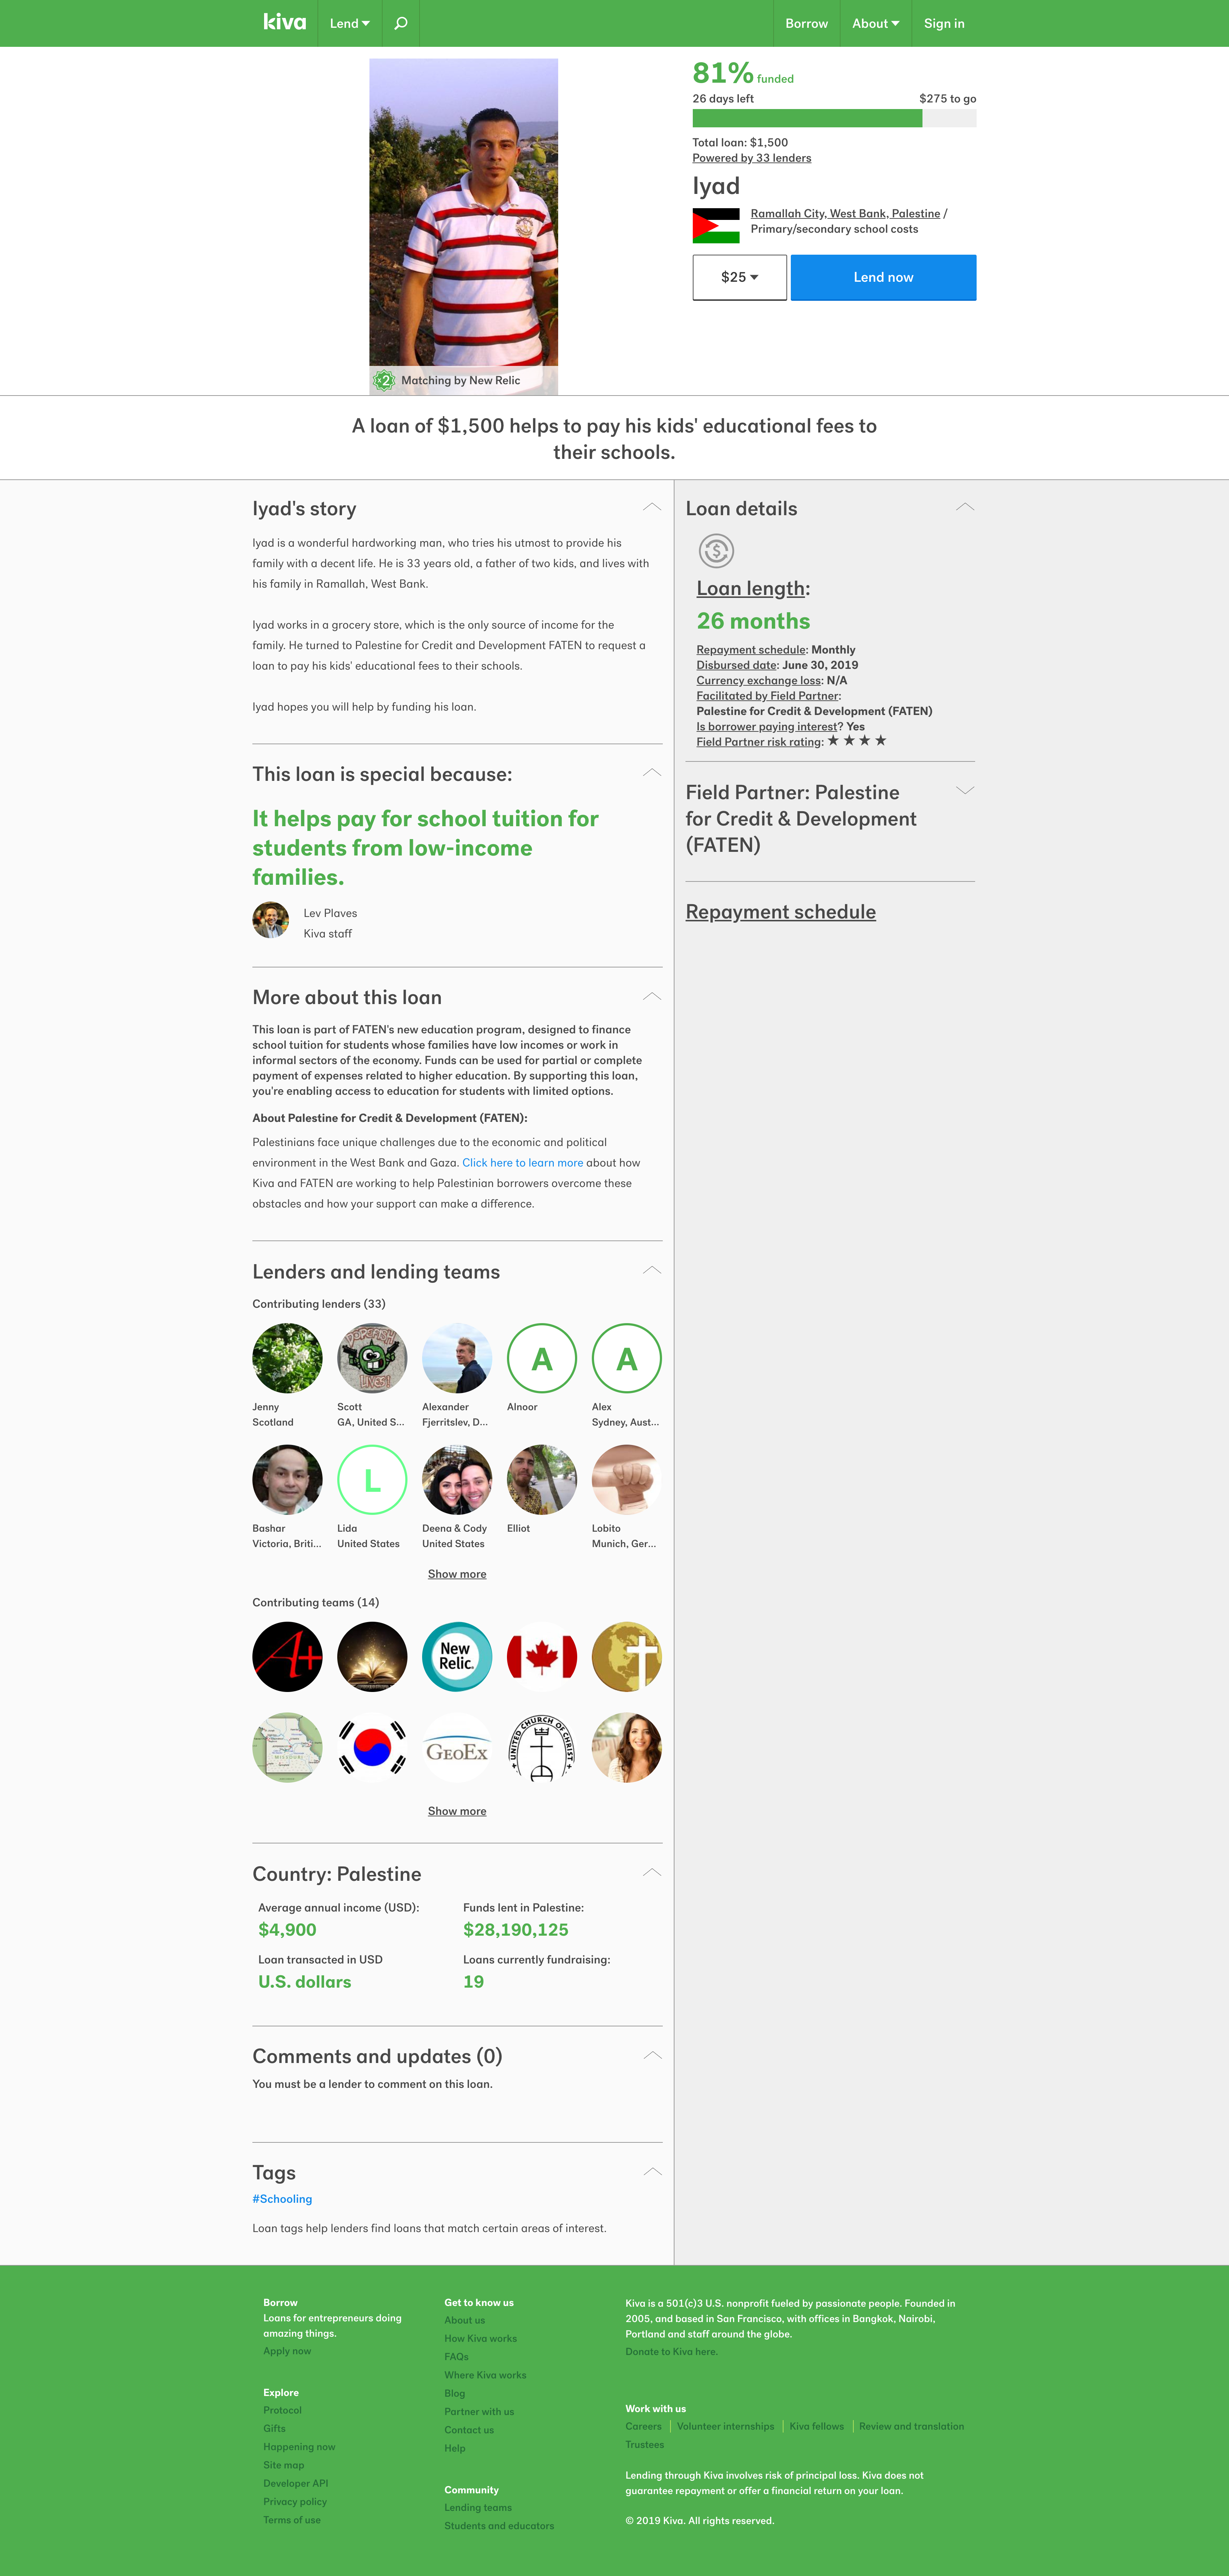 kiva
Lend
Borrow
About
Sign in
81% funded
26 days left
$275 to go
Total loan: $1,500
Powered by 33 lenders
Iyad
Ramallah City, West Bank, Palestine /
Primary/secondary school costs
$25
Lend now
x2 Matching by New Relic
A loan of $1,500 helps to pay his kids' educational fees to
their schools.
Iyad's story
Iyad is a wonderful hardworking man, who tries his utmost to provide his
family with a decent life. He is 33 years old, a father of two kids, and lives with
his family in Ramallah, West Bank.
Iyad works in a grocery store, which is the only source of income for the
family. He turned to Palestine for Credit and Development FATEN to request a
loan to pay his kids' educational fees to their schools.
Iyad hopes you will help by funding his loan.
This loan is special because:
It helps pay for school tuition for
students from low-income
families.
Lev Plaves
Kiva staff
More about this loan
This loan is part of FATEN's new education program, designed to finance
school tuition for students whose families have low incomes or work in
informal sectors of the economy. Funds can be used for partial or complete
payment of expenses related to higher education. By supporting this loan,
you're enabling access to education for students with limited options.
About Palestine for Credit & Development (FATEN):
Palestinians face unique challenges due to the economic and political
environment in the West Bank and Gaza. Click here to learn more about how
Kiva and FATEN are working to help Palestinian borrowers overcome these
obstacles and how your support can make a difference.
Lenders and lending teams
Contributing lenders (33)
LIVES!
A
A
Jenny
Scotland
Scott
GA, United S...
Alexander
Fjerritslev, D...
Alnoor
Alex
Sydney, Aust...
L
Bashar
Victoria, Briti...
Lida
United States
Deena & Cody
United States
Elliot
Lobito
Munich, Ger...
Show more
Contributing teams (14)
A+
New
Relic.
MISSOURI
GEOEX
UNITED CHURCH OF CHRIST
Show more
Country: Palestine
Average annual income (USD):
$4,900
Funds lent in Palestine:
$28,190,125
Loan transacted in USD
U.S. dollars
Loans currently fundraising:
19
Comments and updates (0)
You must be a lender to comment on this loan.
Tags
#Schooling
Loan tags help lenders find loans that match certain areas of interest.
Loan details
Loan length:
26 months
Repayment schedule: Monthly
Disbursed date: June 30, 2019
Currency exchange loss: N/A
Facilitated by Field Partner:
Palestine for Credit & Development (FATEN)
Is borrower paying interest? Yes
Field Partner risk rating: ★ ★ ★ ★
Field Partner: Palestine
for Credit & Development
(FATEN)
Repayment schedule
Borrow
Loans for entrepreneurs doing
amazing things.
Apply now
Explore
Protocol
Gifts
Happening now
Site map
Developer API
Privacy policy
Terms of use
Get to know us
About us
How Kiva works
FAQs
Where Kiva works
Blog
Partner with us
Contact us
Help
Community
Lending teams
Students and educators
Kiva is a 501(c)3 U.S. nonprofit fueled by passionate people. Founded in
2005, and based in San Francisco, with offices in Bangkok, Nairobi,
Portland and staff around the globe.
Donate to Kiva here.
Work with us
Careers | Volunteer internships | Kiva fellows | Review and translation
Trustees
Lending through Kiva involves risk of principal loss. Kiva does not
guarantee repayment or offer a financial return on your loan.
© 2019 Kiva. All rights reserved.